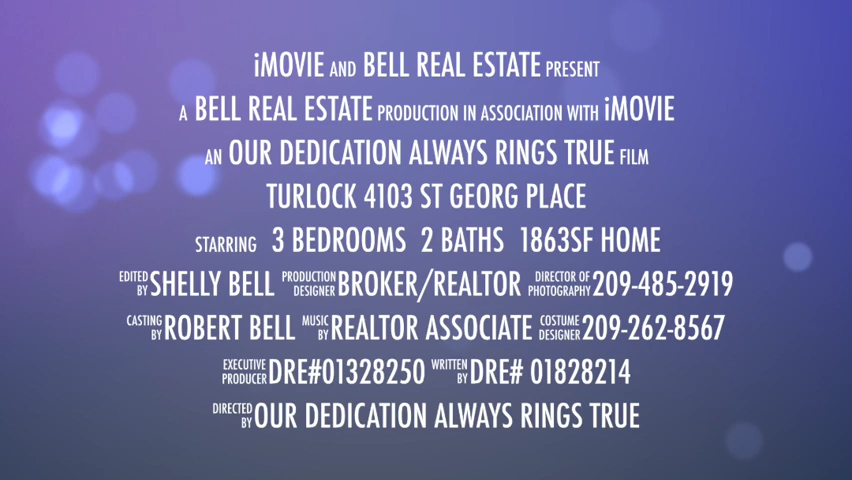 iMOVIE AND BELL REAL ESTATE PRESENT
A BELL REAL ESTATE PRODUCTION IN ASSOCIATION WITH iMOVIE
AN OUR DEDICATION ALWAYS RINGS TRUE FILM
TURLOCK 4103 ST GEORG PLACE
STARRING 3 BEDROOMS 2 BATHS 1863SF HOME
EDITED BY SHELLY BELL PRODUCTION DESIGNER BROKER/REALTOR DIRECTOR OF PHOTOGRAPHY 209-485-2919
CASTING BY ROBERT BELL MUSIC BY REALTOR ASSOCIATE COSTUME DESIGNER 209-262-8567
EXECUTIVE PRODUCER DRE#01328250 WRITTEN BY DRE# 01828214
DIRECTED BY OUR DEDICATION ALWAYS RINGS TRUE